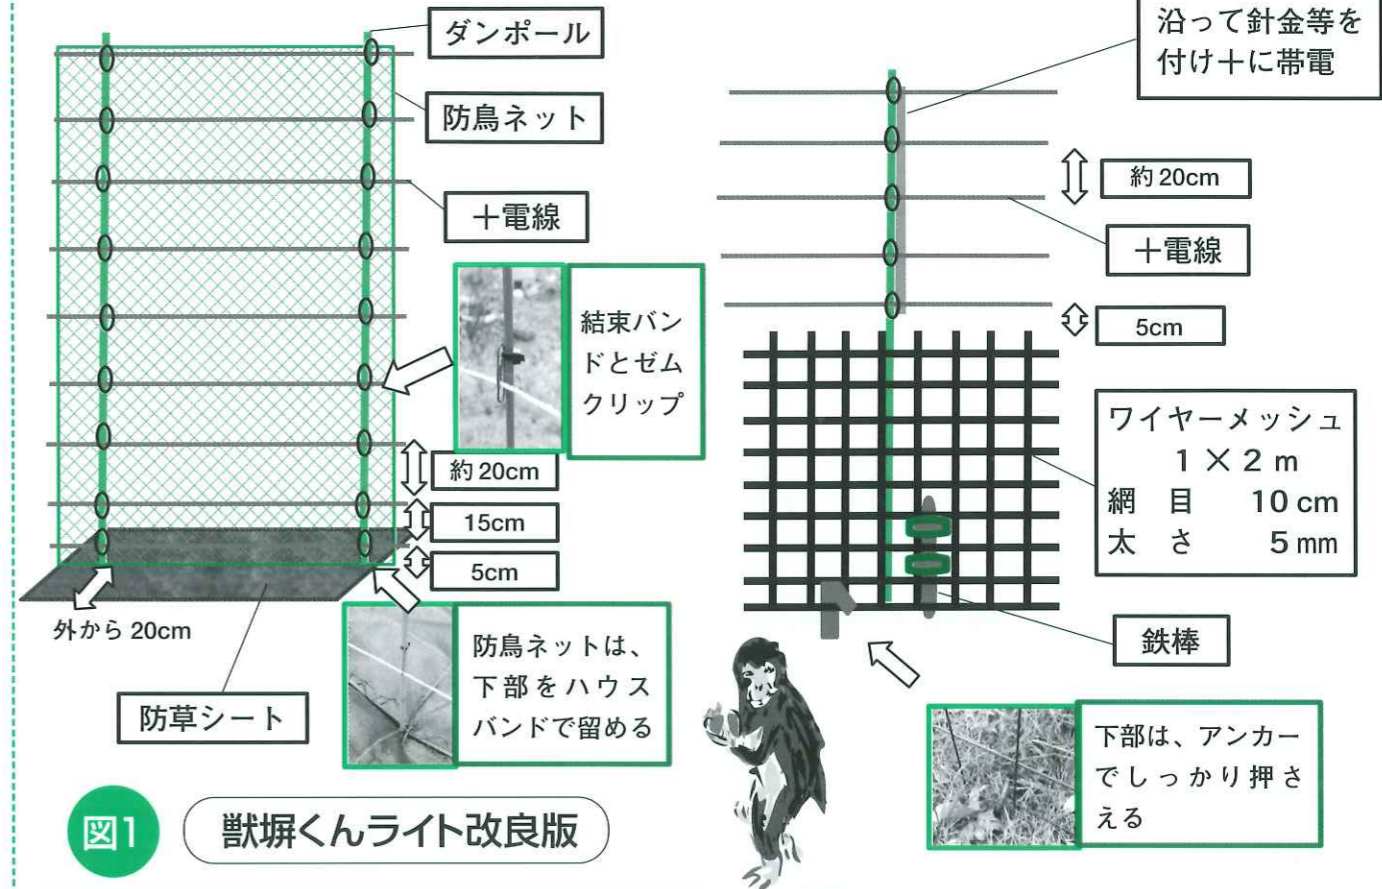 ダンポール
防鳥ネット
十電線
結束バン
ドとゼム
クリップ
約20cm
15cm
5cm
外から20cm
防草シート
防鳥ネットは、
下部をハウス
バンドで留める
沿って針金等を
付け十に帯電
約20cm
十電線
5cm
ワイヤーメッシュ
1×2m
網目 10cm
太さ 5mm
鉄棒
下部は、アンカー
でしっかり押さ
える
図1 獣塀くんライト改良版